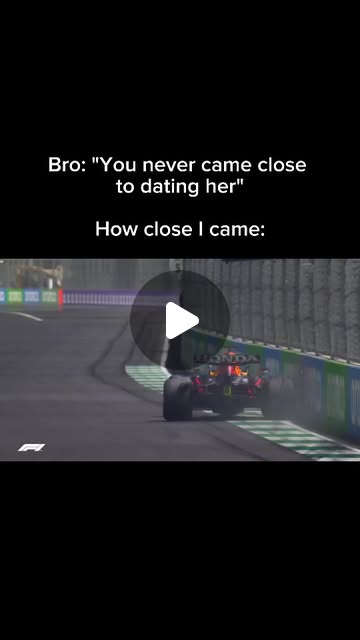 Bro: "You never came close
to dating her"
How close I came:
HONDA
F1